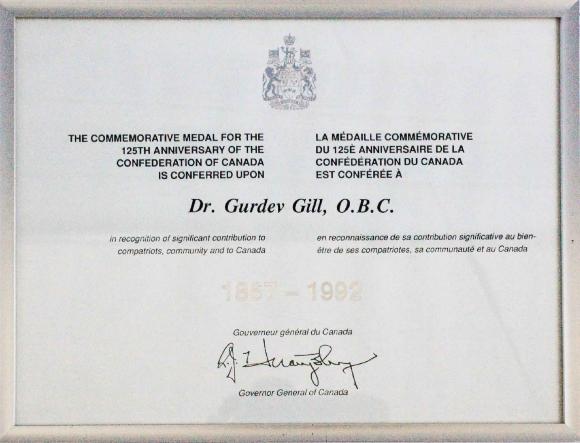 THE COMMEMORATIVE MEDAL FOR THE
125TH ANNIVERSARY OF THE
CONFEDERATION OF CANADA
IS CONFERRED UPON
LA MÉDAILLE COMMÉMORATIVE
DU 125È ANNIVERSAIRE DE LA
CONFÉDÉRATION DU CANADA
EST CONFÉRÉE À
Dr. Gurdev Gill, O.B.C.
in recognition of significant contribution to
compatriots, community and to Canada
en reconnaissance de sa contribution significative au bien-
être de ses compatriotes, sa communauté et au Canada
1867 – 1992
Gouverneur général du Canada
Governor General of Canada